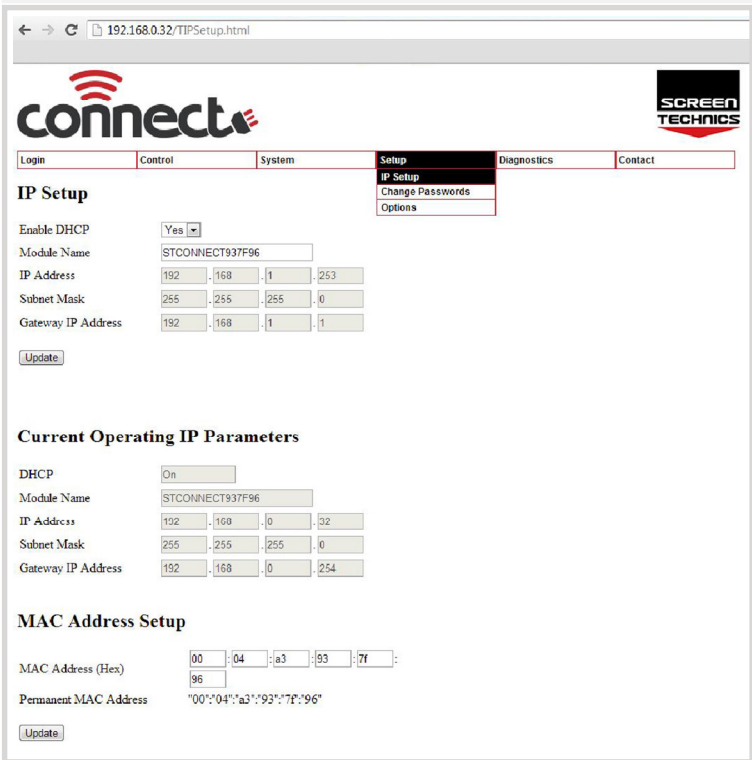 192.168.0.32/TIPSetup.html
connect
SCREEN
TECHNICS
Login Control System Setup Diagnostics Contact
IP Setup
Change Passwords
Options
IP Setup
Enable DHCP Yes
Module Name STCONNECT937F96
IP Address 192 . 168 . 1 . 253
Subnet Mask 255 . 255 . 255 . 0
Gateway IP Address 192 . 168 . 1 . 1
Update
Current Operating IP Parameters
DHCP On
Module Name STCONNECT937F96
IP Address 192 . 168 . 0 . 32
Subnet Mask 255 . 255 . 255 . 0
Gateway IP Address 192 . 168 . 0 . 254
MAC Address Setup
MAC Address (Hex) 00 : 04 : a3 : 93 : 7f :
96
Permanent MAC Address "00":"04":"a3":"93":"7f":"96"
Update